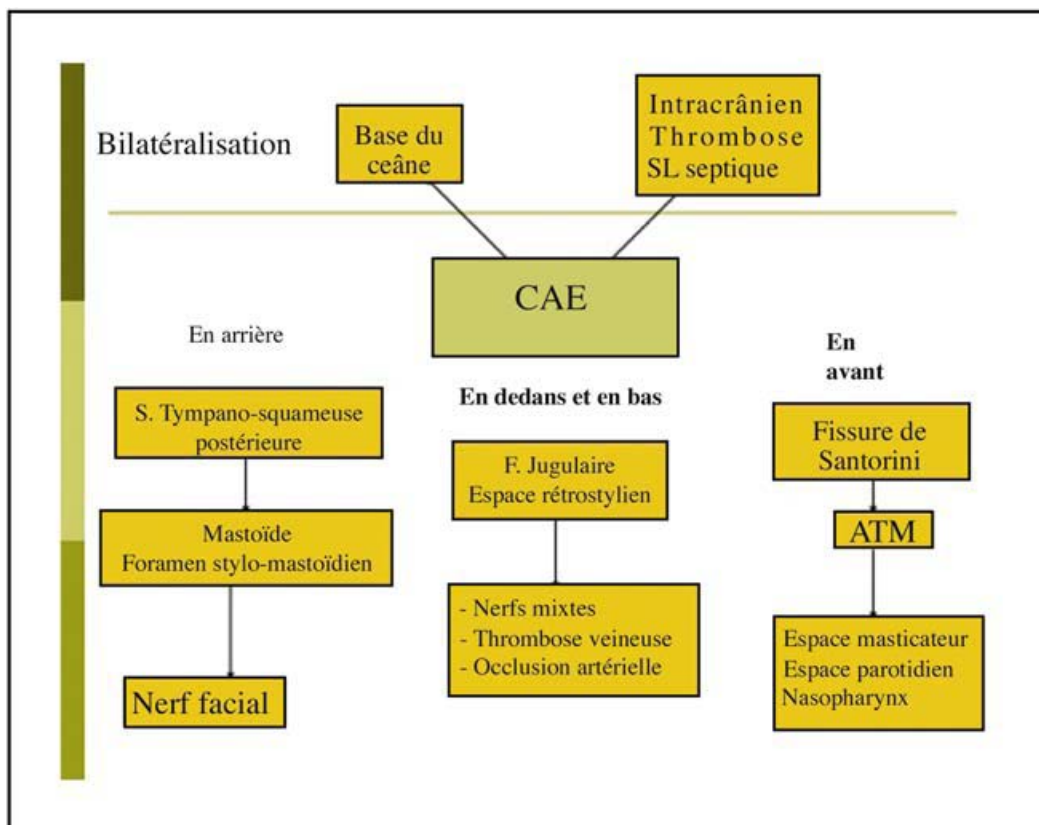 Bilatéralisation
Base du
ceâne
Intracrânien
Thrombose
SL septique
CAE
En arrière
S. Tympano-squameuse
postérieure
Mastoïde
Foramen stylo-mastoïdien
Nerf facial
En dedans et en bas
F. Jugulaire
Espace rétrostylien
- Nerfs mixtes
- Thrombose veineuse
- Occlusion artérielle
En
avant
Fissure de
Santorini
ATM
Espace masticateur
Espace parotidien
Nasopharynx